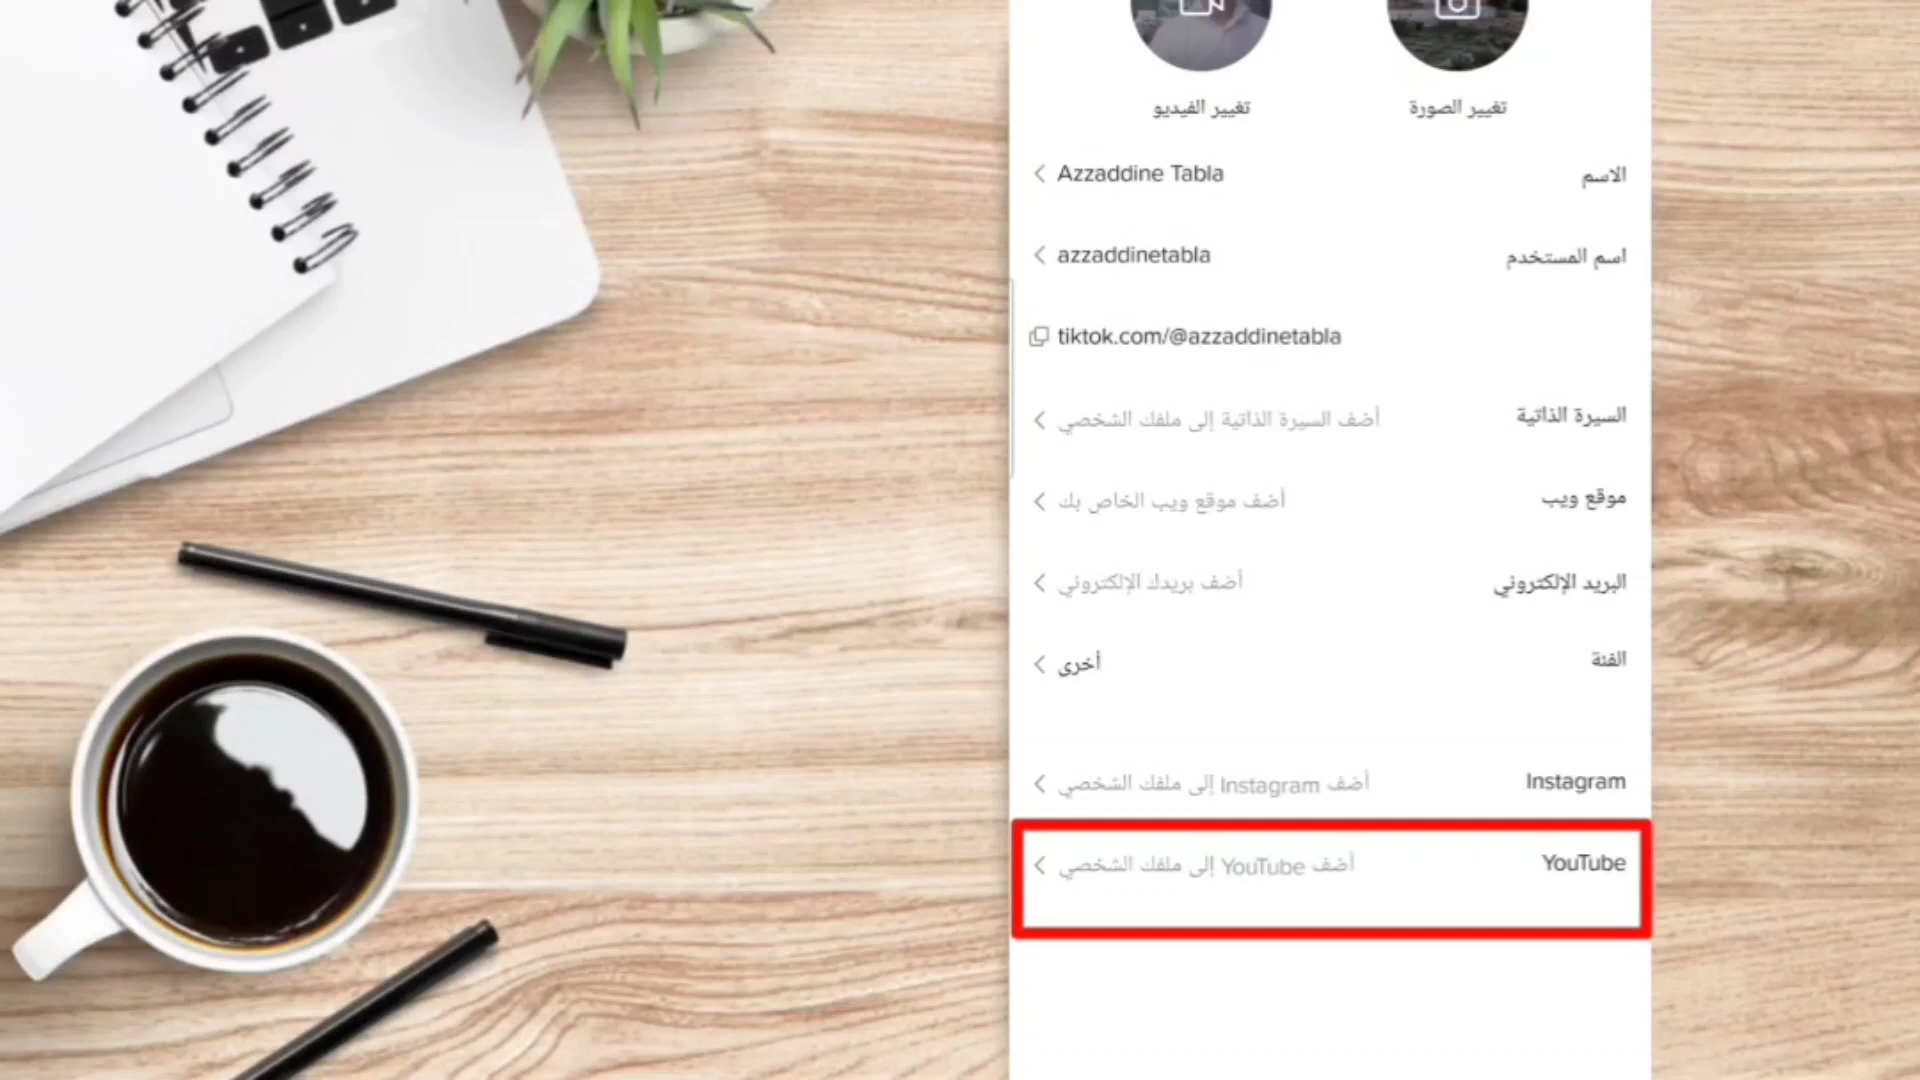 تغيير الصورة
تغيير الفيديو
الاسم
Azzaddine Tabla
اسم المستخدم
azzaddinetabla
tiktok.com/@azzaddinetabla
السيرة الذاتية
أضف السيرة الذاتية إلى ملفك الشخصي
موقع ويب
أضف موقع ويب الخاص بك
البريد الإلكتروني
أضف بريدك الإلكتروني
الفئة
أخرى
Instagram
أضف Instagram إلى ملفك الشخصي
YouTube
أضف YouTube إلى ملفك الشخصي